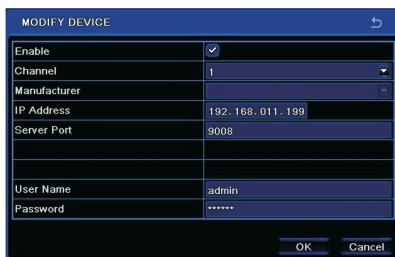 MODIFY DEVICE
Enable
Channel 1
Manufacturer
IP Address 192.168.011.199
Server Port 9008
User Name admin
Password ******
OK Cancel